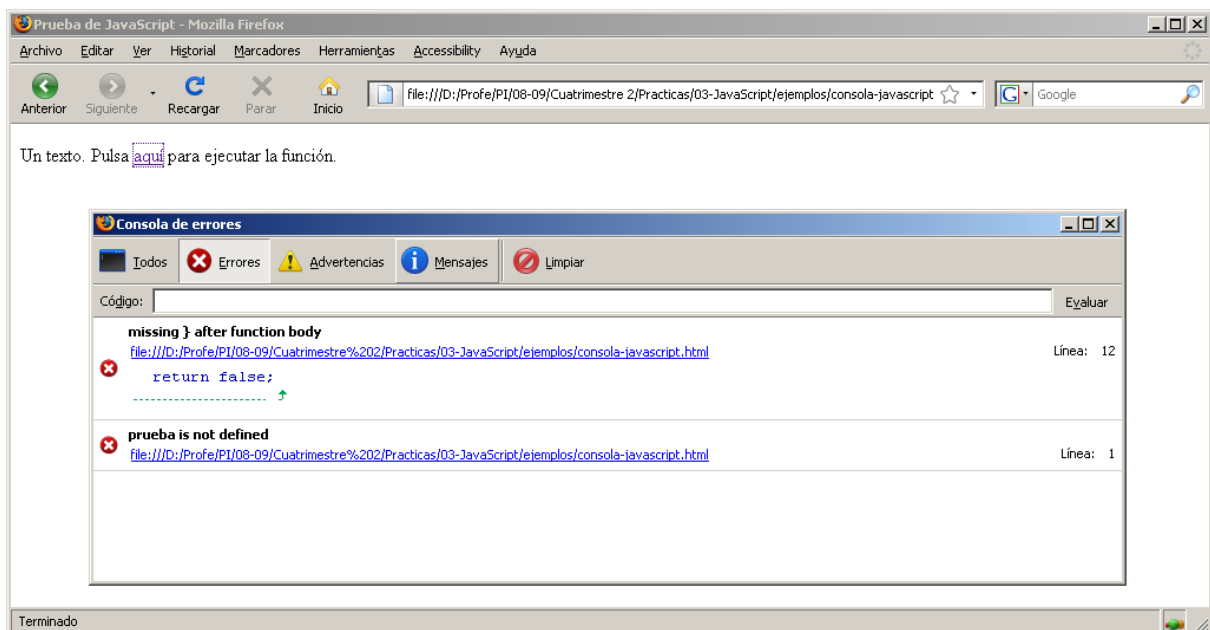 Prueba de JavaScript - Mozilla Firefox
Archivo Editar Ver Historial Marcadores Herramientas Accessibility Ayuda
Anterior Siguiente Recargar Parar Inicio file:///D:/Profe/PI/08-09/Cuatrimestre 2/Practicas/03-JavaScript/ejemplos/consola-javascript G Google
Un texto. Pulsa aquí para ejecutar la función.
Consola de errores
Todos Errores Advertencias Mensajes Limpiar
Código: Evaluar
missing } after function body
file:///D:/Profe/PI/08-09/Cuatrimestre%202/Practicas/03-JavaScript/ejemplos/consola-javascript.html Línea: 12
return false;
prueba is not defined
file:///D:/Profe/PI/08-09/Cuatrimestre%202/Practicas/03-JavaScript/ejemplos/consola-javascript.html Línea: 1
Terminado